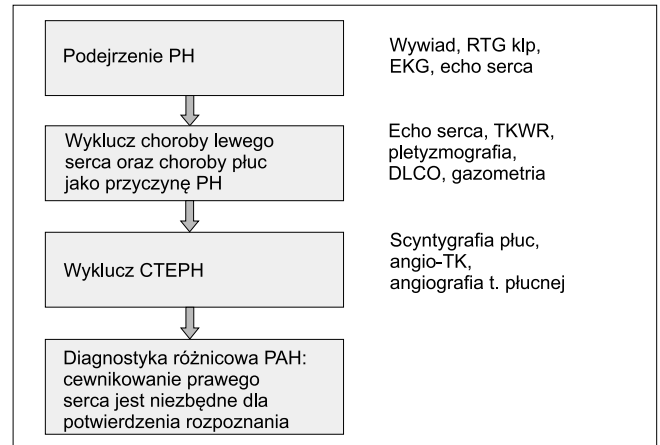 Podejrzenie PH
Wywiad, RTG klp,
EKG, echo serca
Wyklucz choroby lewego
serca oraz choroby płuc
jako przyczynę PH
Echo serca, TKWR,
pletyzmografia,
DLCO, gazometria
Wyklucz CTEPH
Scyntygrafia płuc,
angio-TK,
angiografia t. płucnej
Diagnostyka różnicowa PAH:
cewnikowanie prawego
serca jest niezbędne dla
potwierdzenia rozpoznania